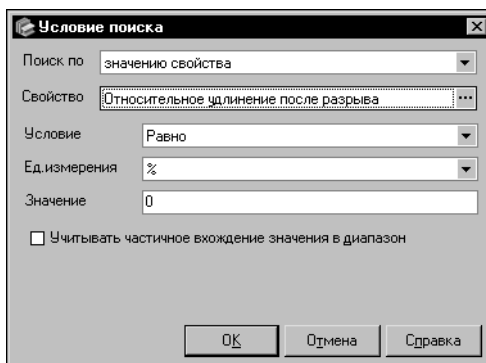 Условие поиска
Поиск по значению свойства
Свойство Относительное удлинение после разрыва ...
Условие Равно
Ед.измерения %
Значение 0
Учитывать частичное вхождение значения в диапазон
OK Отмена Справка